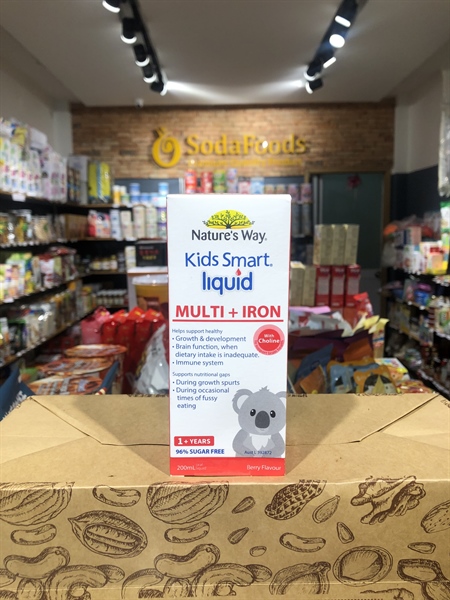 SodaFoods
Nature's Way
Kids Smart
liquid
MULTI + IRON
Helps support healthy
• Growth & development
• Brain function, when
dietary intake is inadequate.
• Immune system
With
Choline
Supports nutritional gaps
• During growth spurts
• During occasional
times of fussy
eating
1+ YEARS
96% SUGAR FREE
200mL
Berry Flavour